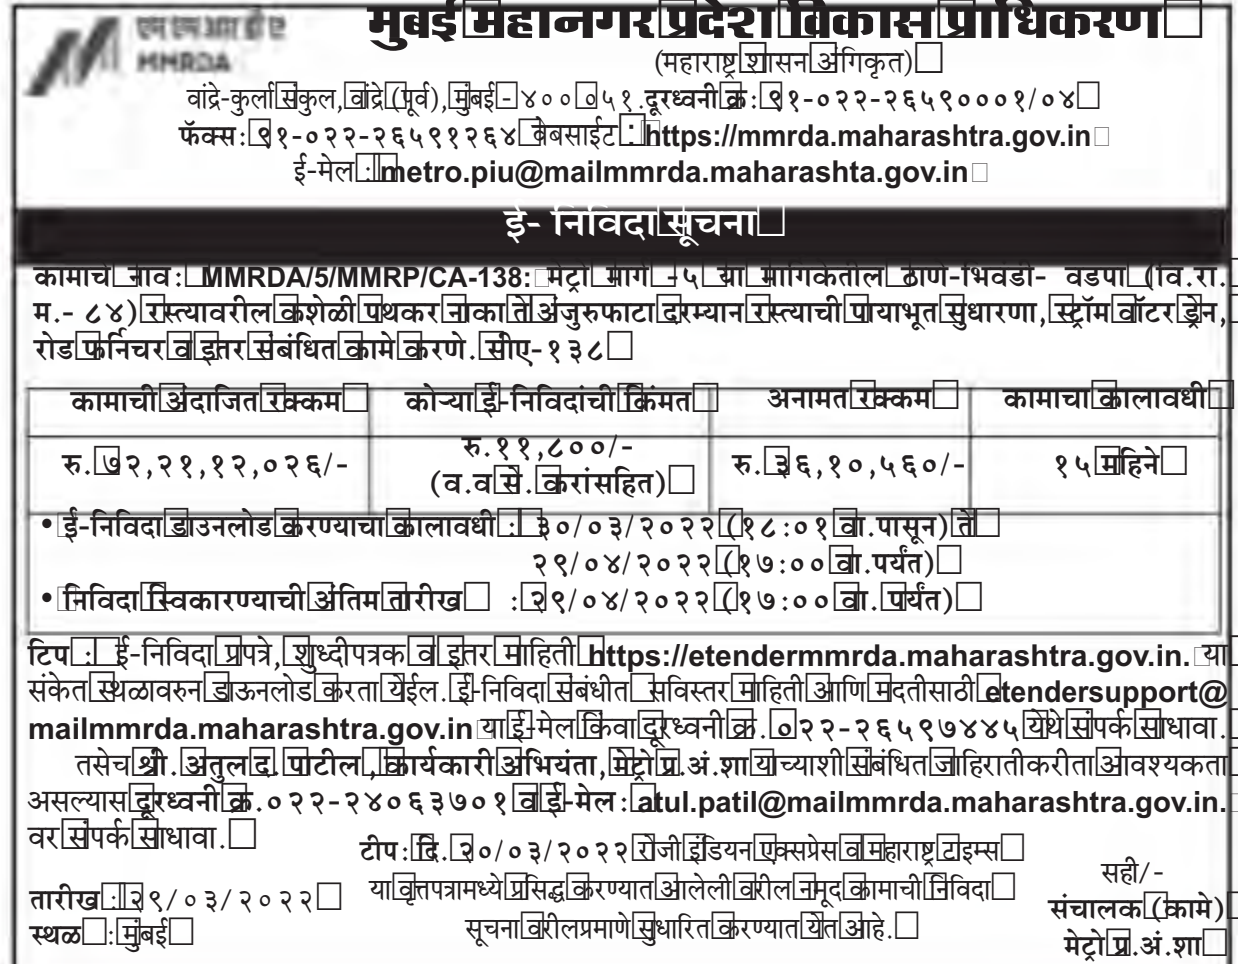 एम एम आर डी ए
MMRDA
मुंबई महानगर प्रदेश विकास प्राधिकरण
(महाराष्ट्र शासन अंगिकृत)
वांद्रे-कुर्ला संकुल, वांद्रे (पूर्व), मुंबई - ४०००५१. दूरध्वनी क्र: ९१-०२२-२६५९०००१/०४
फॅक्स: ९१-०२२-२६५९१२६४ वेबसाईट : https://mmrda.maharashtra.gov.in
ई-मेल : metro.piu@mailmmrda.maharashta.gov.in
ई- निविदा सूचना
कामाचे नाव: MMRDA/5/MMRP/CA-138: मेट्रो मार्ग -५ या मार्गिकेतील ठाणे-भिवंडी- वडपा (वि.रा.
म.- ८४) रस्त्यावरील कशेळी पथकर नाका ते अंजुरुफाटा दरम्यान रस्त्याची पायाभूत सुधारणा, स्ट्रॉम वॉटर ड्रेन,
रोड फर्निचर व इतर संबंधित कामे करणे. सीए-१३८
कामाची अंदाजित रक्कम कोऱ्या ई-निविदांची किंमत अनामत रक्कम कामाचा कालावधी
रु. ७२,२१,१२,०२६/- रु.११,८००/- (व.व से. करांसहित) रु. ३६,१०,५६०/- १५ महिने
• ई-निविदा डाउनलोड करण्याचा कालावधी : ३०/०३/२०२२ (१८:०१ वा.पासून) ते
२९/०४/२०२२ (१७:०० वा.पर्यंत)
• निविदा स्विकारण्याची अंतिम तारीख : २९/०४/२०२२ (१७:०० वा. पर्यंत)
टिप : ई-निविदा प्रपत्रे, शुध्दीपत्रक व इतर माहिती https://etendermmrda.maharashtra.gov.in. या
संकेत स्थळावरुन डाऊनलोड करता येईल. ई-निविदा संबंधीत सविस्तर माहिती आणि मदतीसाठी etendersupport@
mailmmrda.maharashtra.gov.in या ई-मेल किंवा दूरध्वनी क्र. ०२२-२६५९७४४५ येथे संपर्क साधावा.
तसेच श्री. अतुल द. पाटील, कार्यकारी अभियंता, मेट्रो प्र.अं.शा याच्याशी संबंधित जाहिरातीकरीता आवश्यकता
असल्यास दूरध्वनी क्र.०२२-२४०६३७०१ व ई-मेल: atul.patil@mailmmrda.maharashtra.gov.in.
वर संपर्क साधावा.
टीप: दि. २०/०३/२०२२ रोजी इंडियन एक्सप्रेस व महाराष्ट्र टाइम्स
या वृत्तपत्रामध्ये प्रसिद्ध करण्यात आलेली वरील नमूद कामाची निविदा
सूचना वरीलप्रमाणे सुधारित करण्यात येत आहे.
तारीख : २९/०३/२०२२
स्थळ : मुंबई
सही/-
संचालक (कामे)
मेट्रो प्र.अं.शा